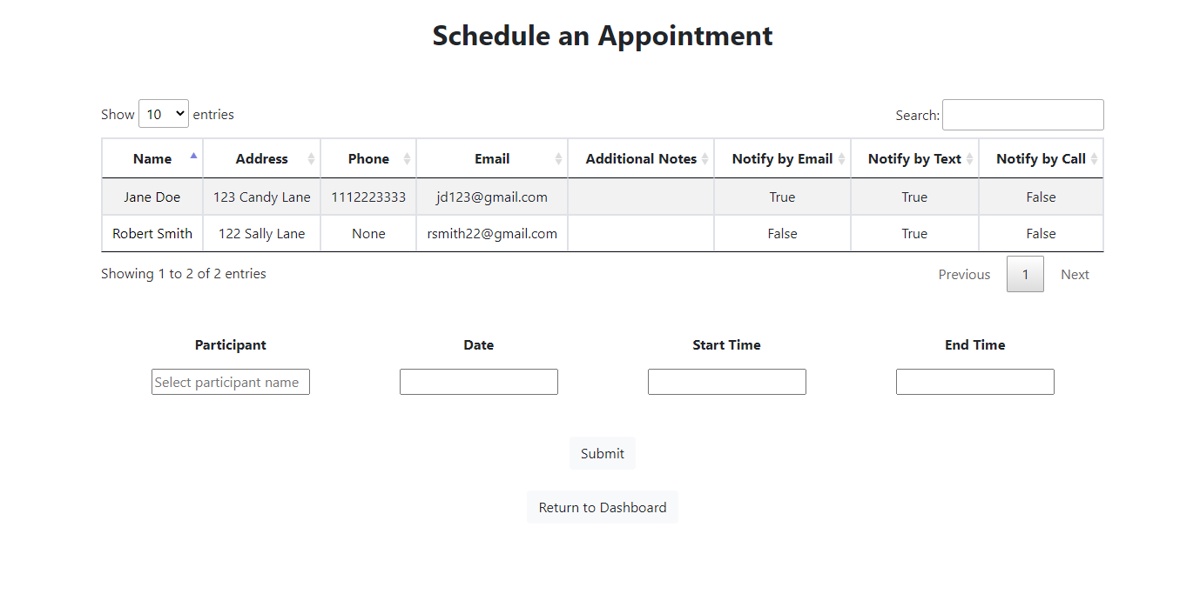 Schedule an Appointment
Show 10 entries Search:
Name Address Phone Email Additional Notes Notify by Email Notify by Text Notify by Call
Jane Doe 123 Candy Lane 1112223333 jd123@gmail.com True True False
Robert Smith 122 Sally Lane None rsmith22@gmail.com False True False
Showing 1 to 2 of 2 entries Previous 1 Next
Participant Date Start Time End Time
Select participant name
Submit
Return to Dashboard